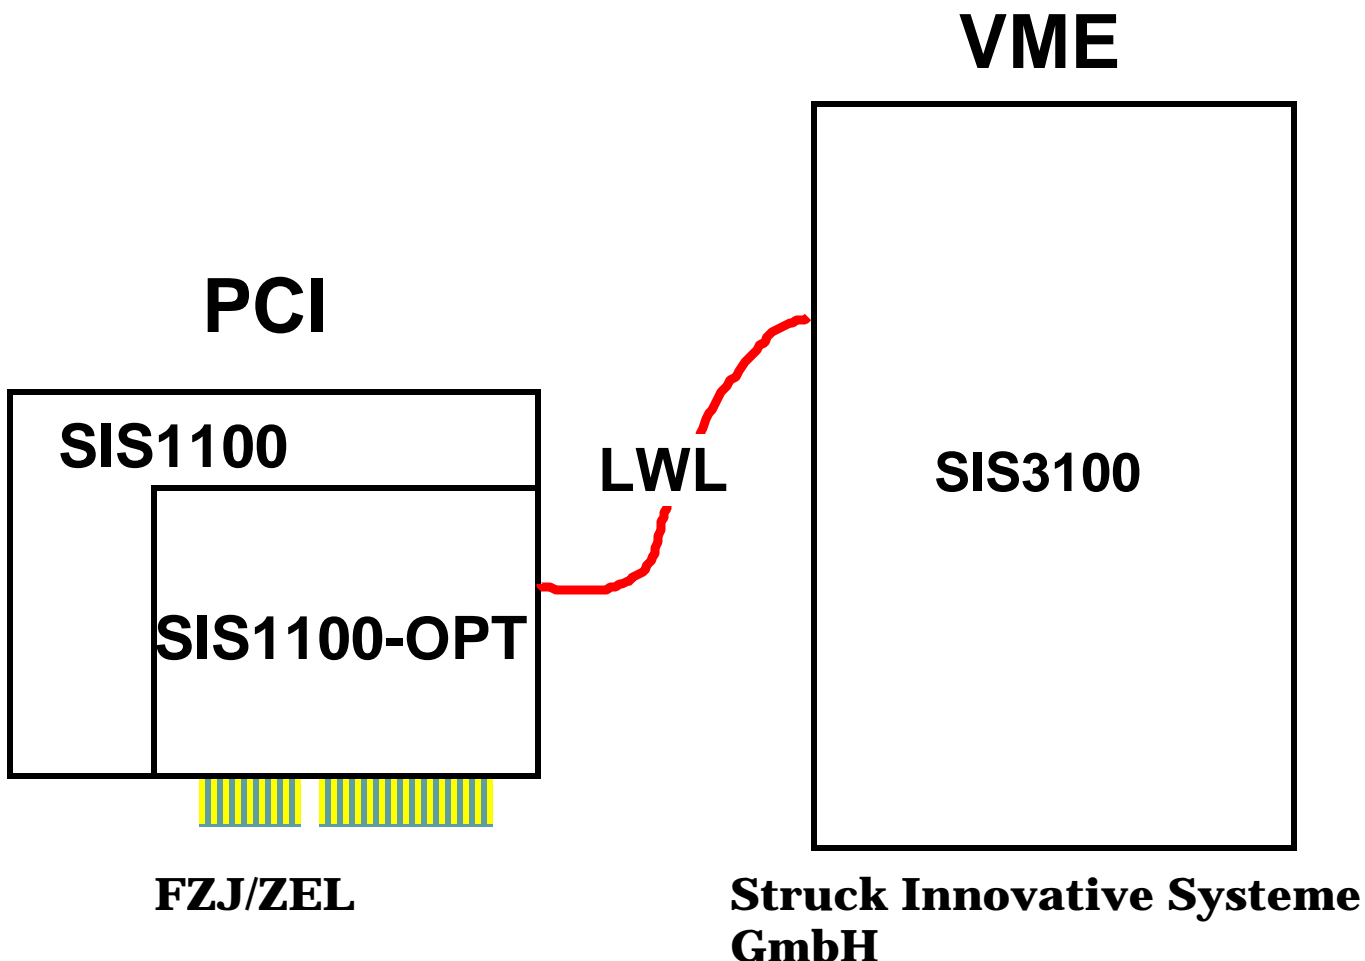 VME
PCI
SIS1100
LWL
SIS3100
SIS1100-OPT
FZJ/ZEL
Struck Innovative Systeme
GmbH